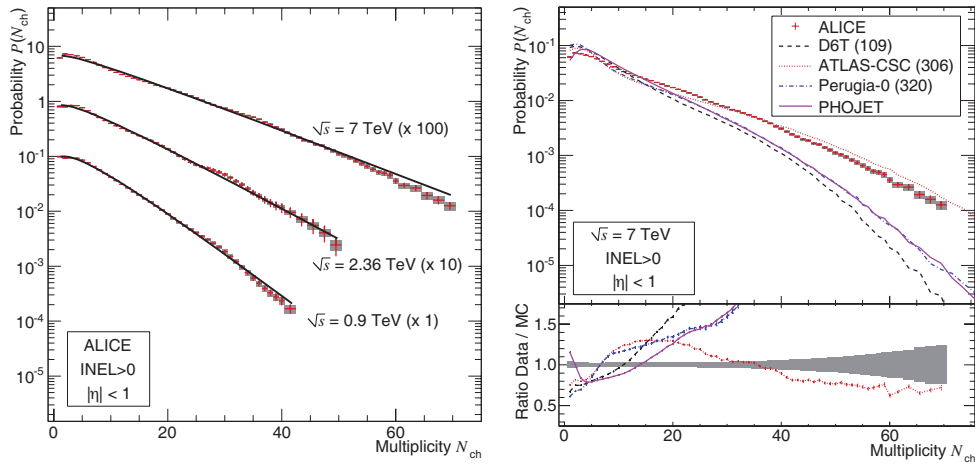 Probability P(N_ch)
10
1
10^-1
10^-2
10^-3
10^-4
10^-5
√s = 7 TeV (x 100)
√s = 2.36 TeV (x 10)
√s = 0.9 TeV (x 1)
ALICE
INEL>0
|η| < 1
0 20 40 60
Multiplicity N_ch
Probability P(N_ch)
10^-1
10^-2
10^-3
10^-4
10^-5
ALICE
D6T (109)
ATLAS-CSC (306)
Perugia-0 (320)
PHOJET
√s = 7 TeV
INEL>0
|η| < 1
Ratio Data / MC
1.5
1.0
0.5
0 20 40 60
Multiplicity N_ch